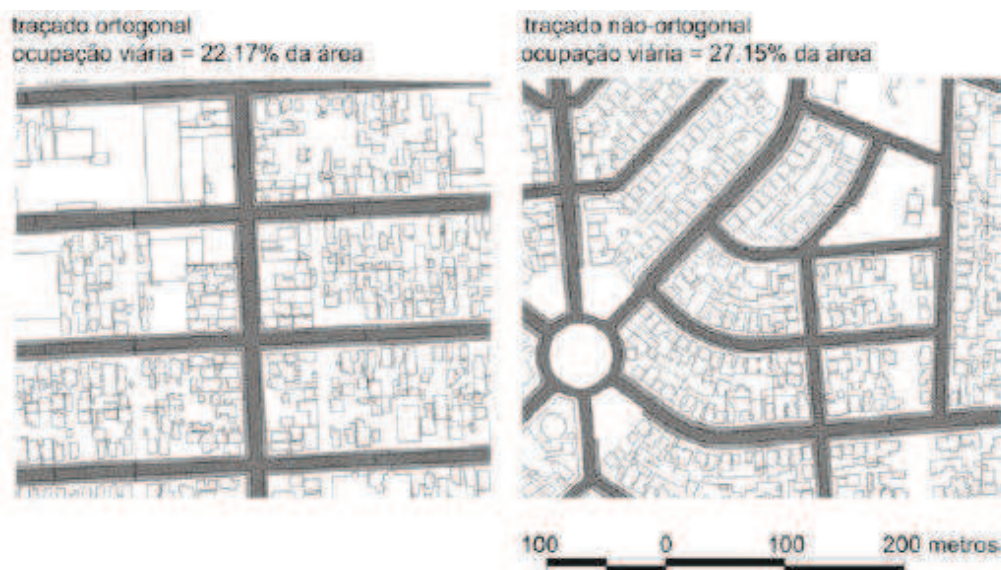 traçado ortogonal
ocupação viária = 22.17% da área
traçado não-ortogonal
ocupação viária = 27.15% da área
100 0 100 200 metros